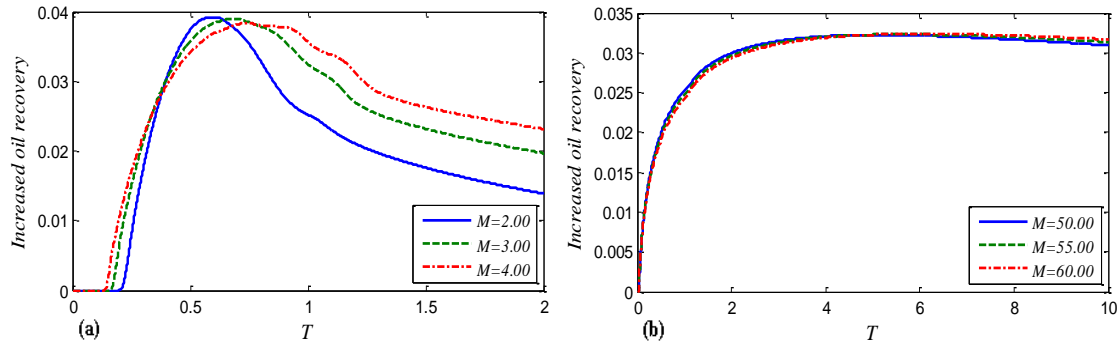 Increased oil recovery
0.04
0.03
0.02
0.01
0
0 0.5 1 1.5 2
T
M=2.00
M=3.00
M=4.00
(a)
Increased oil recovery
0.04
0.035
0.03
0.025
0.02
0.015
0.01
0.005
0
0 2 4 6 8 10
T
M=50.00
M=55.00
M=60.00
(b)